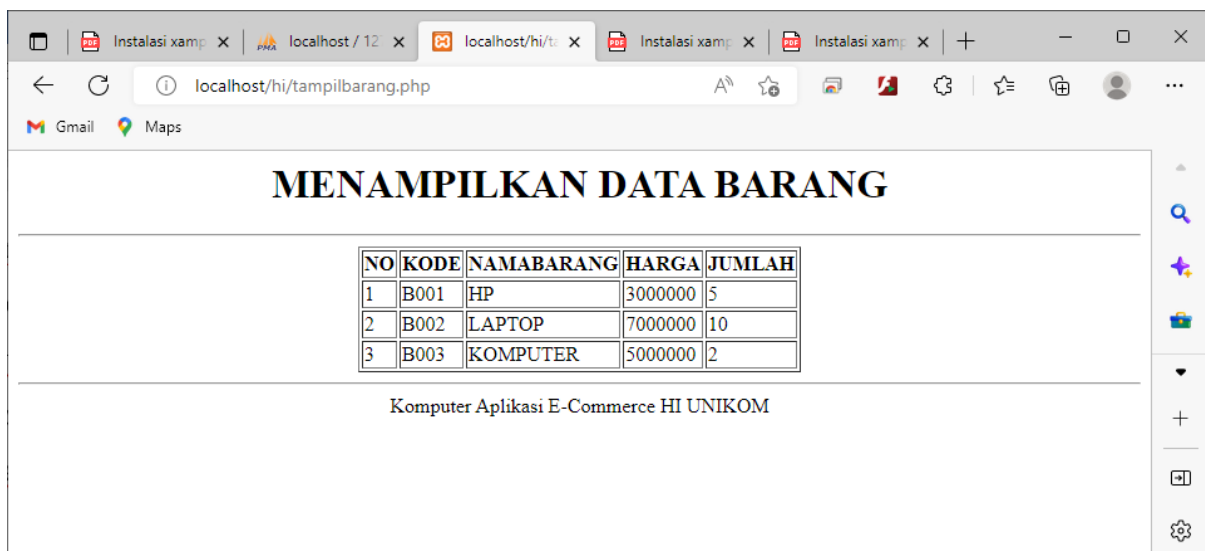 Instalasi xamp
localhost / 12
localhost/hi/ta
Instalasi xamp
Instalasi xamp
localhost/hi/tampilbarang.php
Gmail Maps
MENAMPILKAN DATA BARANG
NO KODE NAMABARANG HARGA JUMLAH
1 B001 HP 3000000 5
2 B002 LAPTOP 7000000 10
3 B003 KOMPUTER 5000000 2
Komputer Aplikasi E-Commerce HI UNIKOM